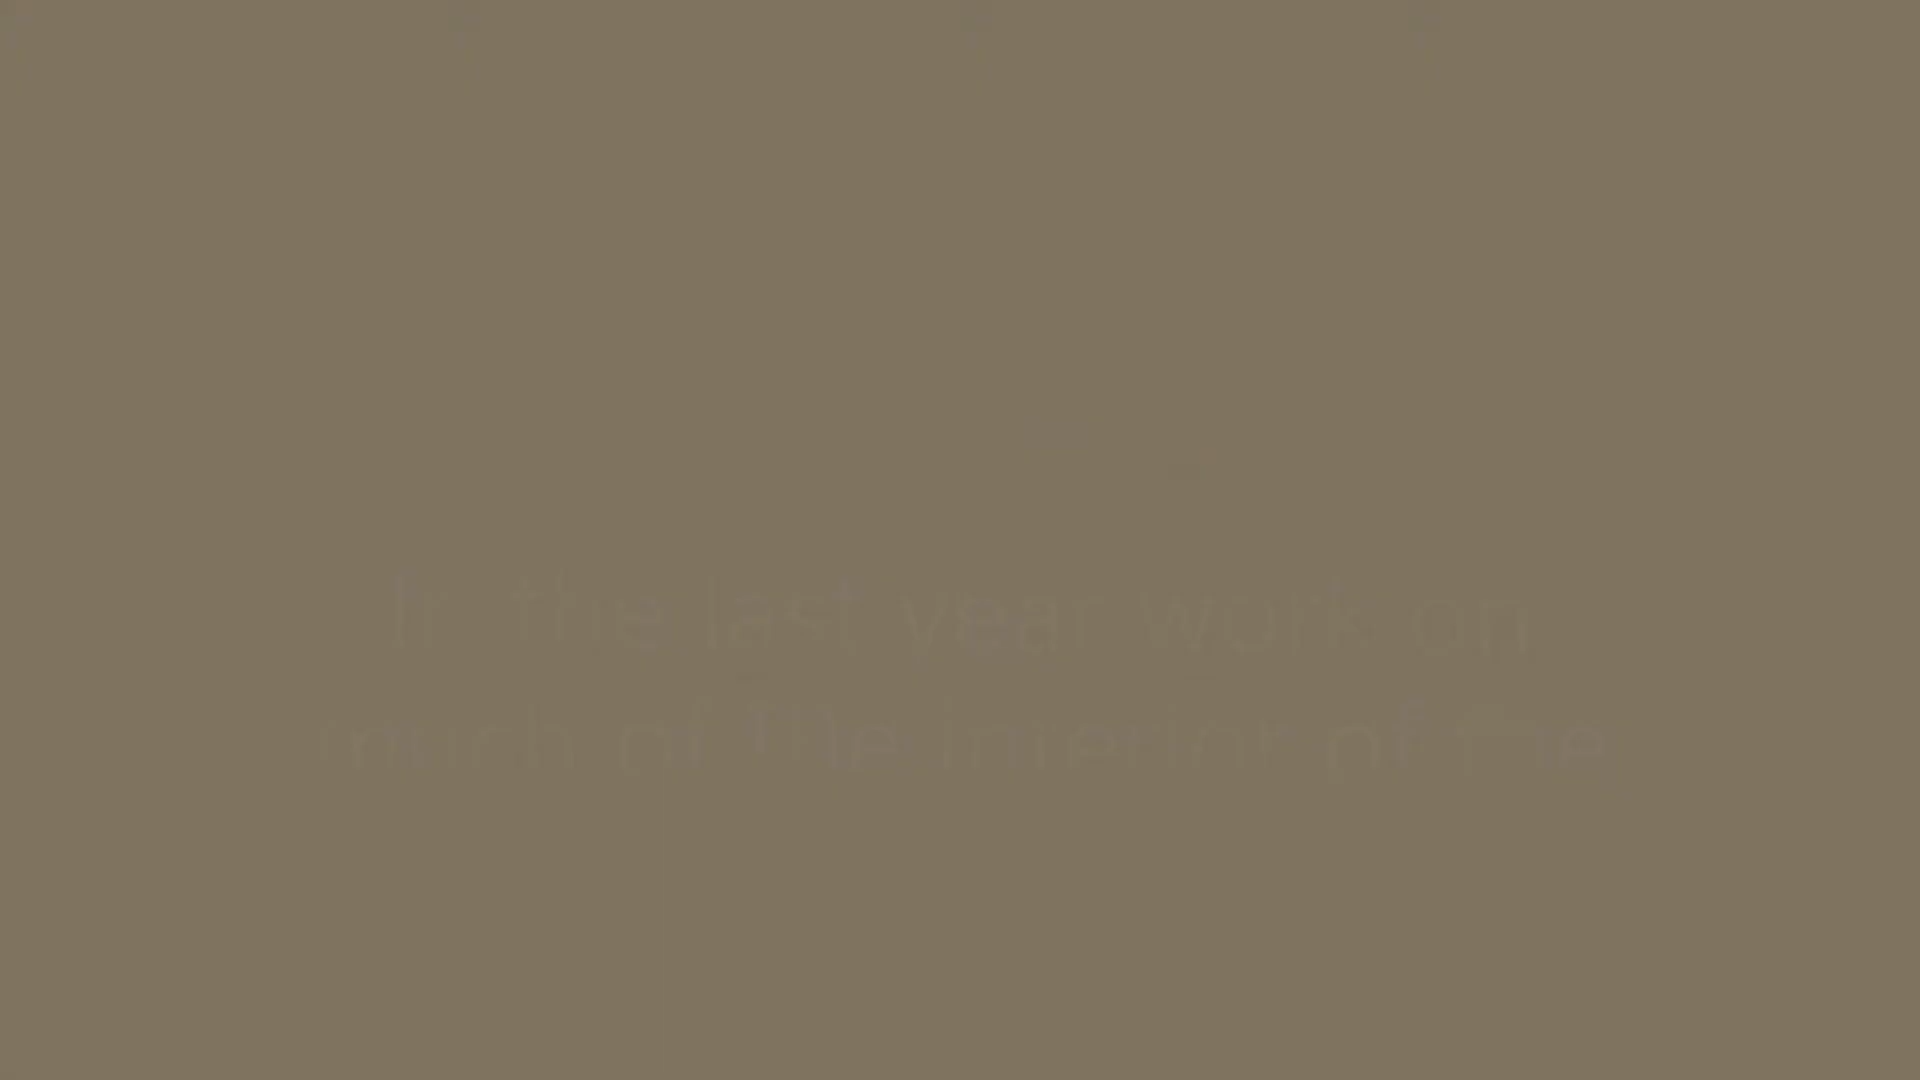 In the last year work on
much of the interior of the